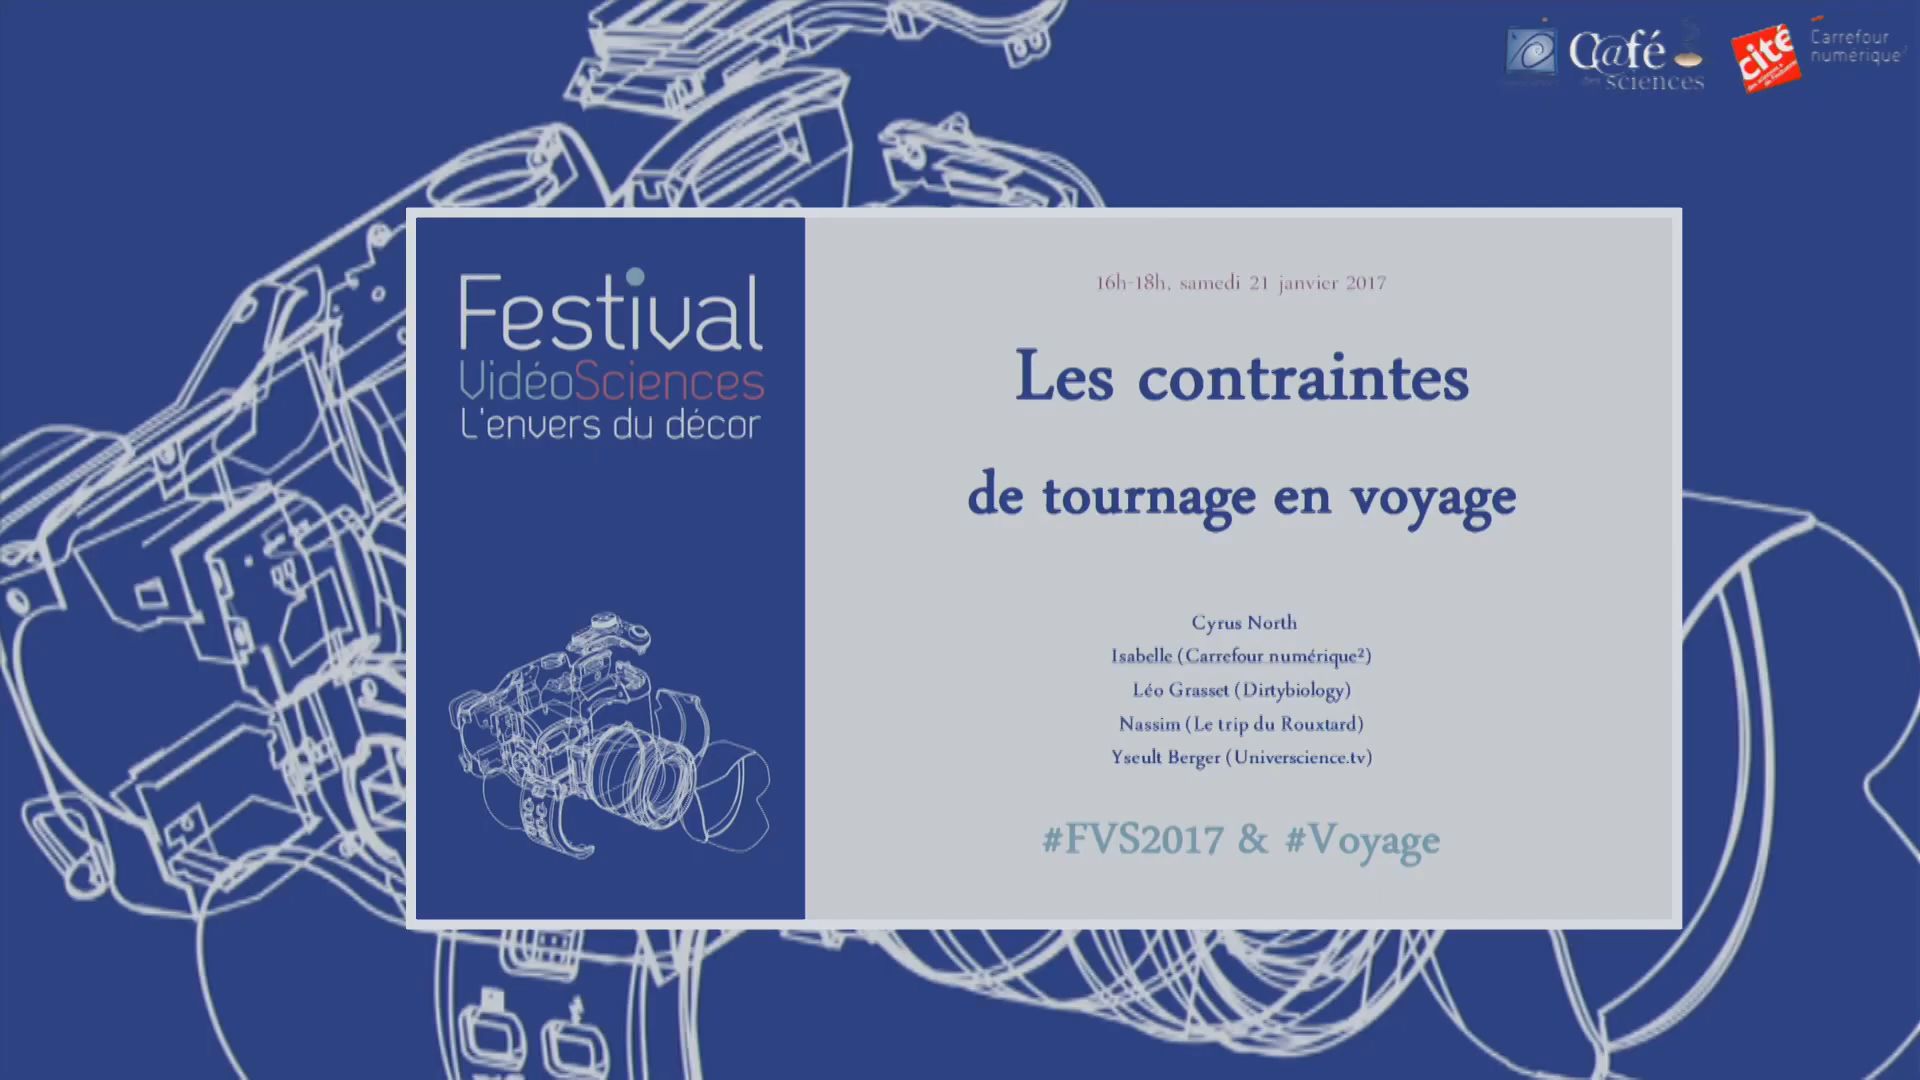 C@fé
sciences
cité
Carrefour
numérique²
Festival
VidéoSciences
L'envers du décor
16h-18h, samedi 21 janvier 2017
Les contraintes
de tournage en voyage
Cyrus North
Isabelle (Carrefour numérique²)
Léo Grasset (Dirtybiology)
Nassim (Le trip du Rouxtard)
Yseult Berger (Universcience.tv)
#FVS2017 & #Voyage